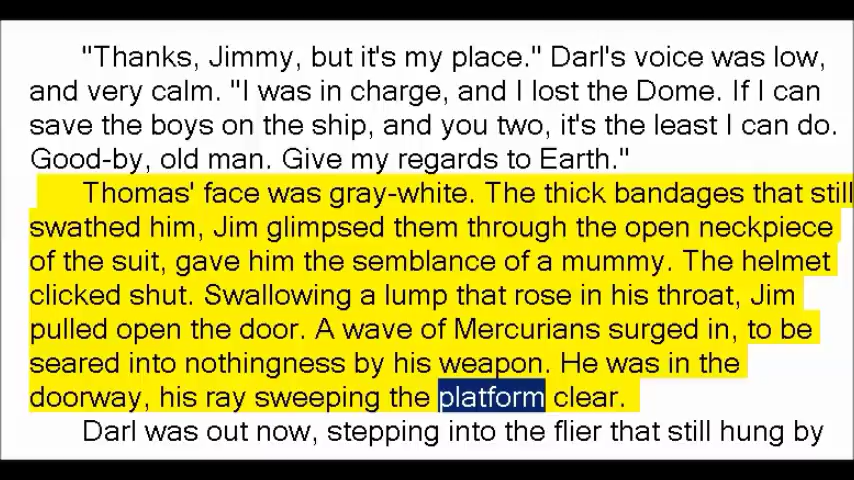 "Thanks, Jimmy, but it's my place." Darl's voice was low,
and very calm. "I was in charge, and I lost the Dome. If I can
save the boys on the ship, and you two, it's the least I can do.
Good-by, old man. Give my regards to Earth."
Thomas' face was gray-white. The thick bandages that still
swathed him, Jim glimpsed them through the open neckpiece
of the suit, gave him the semblance of a mummy. The helmet
clicked shut. Swallowing a lump that rose in his throat, Jim
pulled open the door. A wave of Mercurians surged in, to be
seared into nothingness by his weapon. He was in the
doorway, his ray sweeping the platform clear.
Darl was out now, stepping into the flier that still hung by